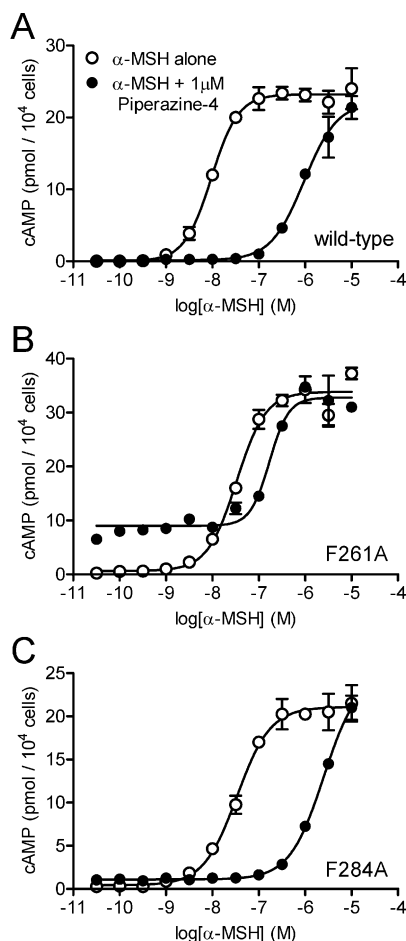 A
α-MSH alone
α-MSH + 1μM
Piperazine-4
30
20
10
0
cAMP (pmol / 10⁴ cells)
wild-type
-11 -10 -9 -8 -7 -6 -5 -4
log[α-MSH] (M)
B
40
30
20
10
0
cAMP (pmol / 10⁴ cells)
F261A
-11 -10 -9 -8 -7 -6 -5 -4
log[α-MSH] (M)
C
25
20
15
10
5
0
cAMP (pmol / 10⁴ cells)
F284A
-11 -10 -9 -8 -7 -6 -5 -4
log[α-MSH] (M)